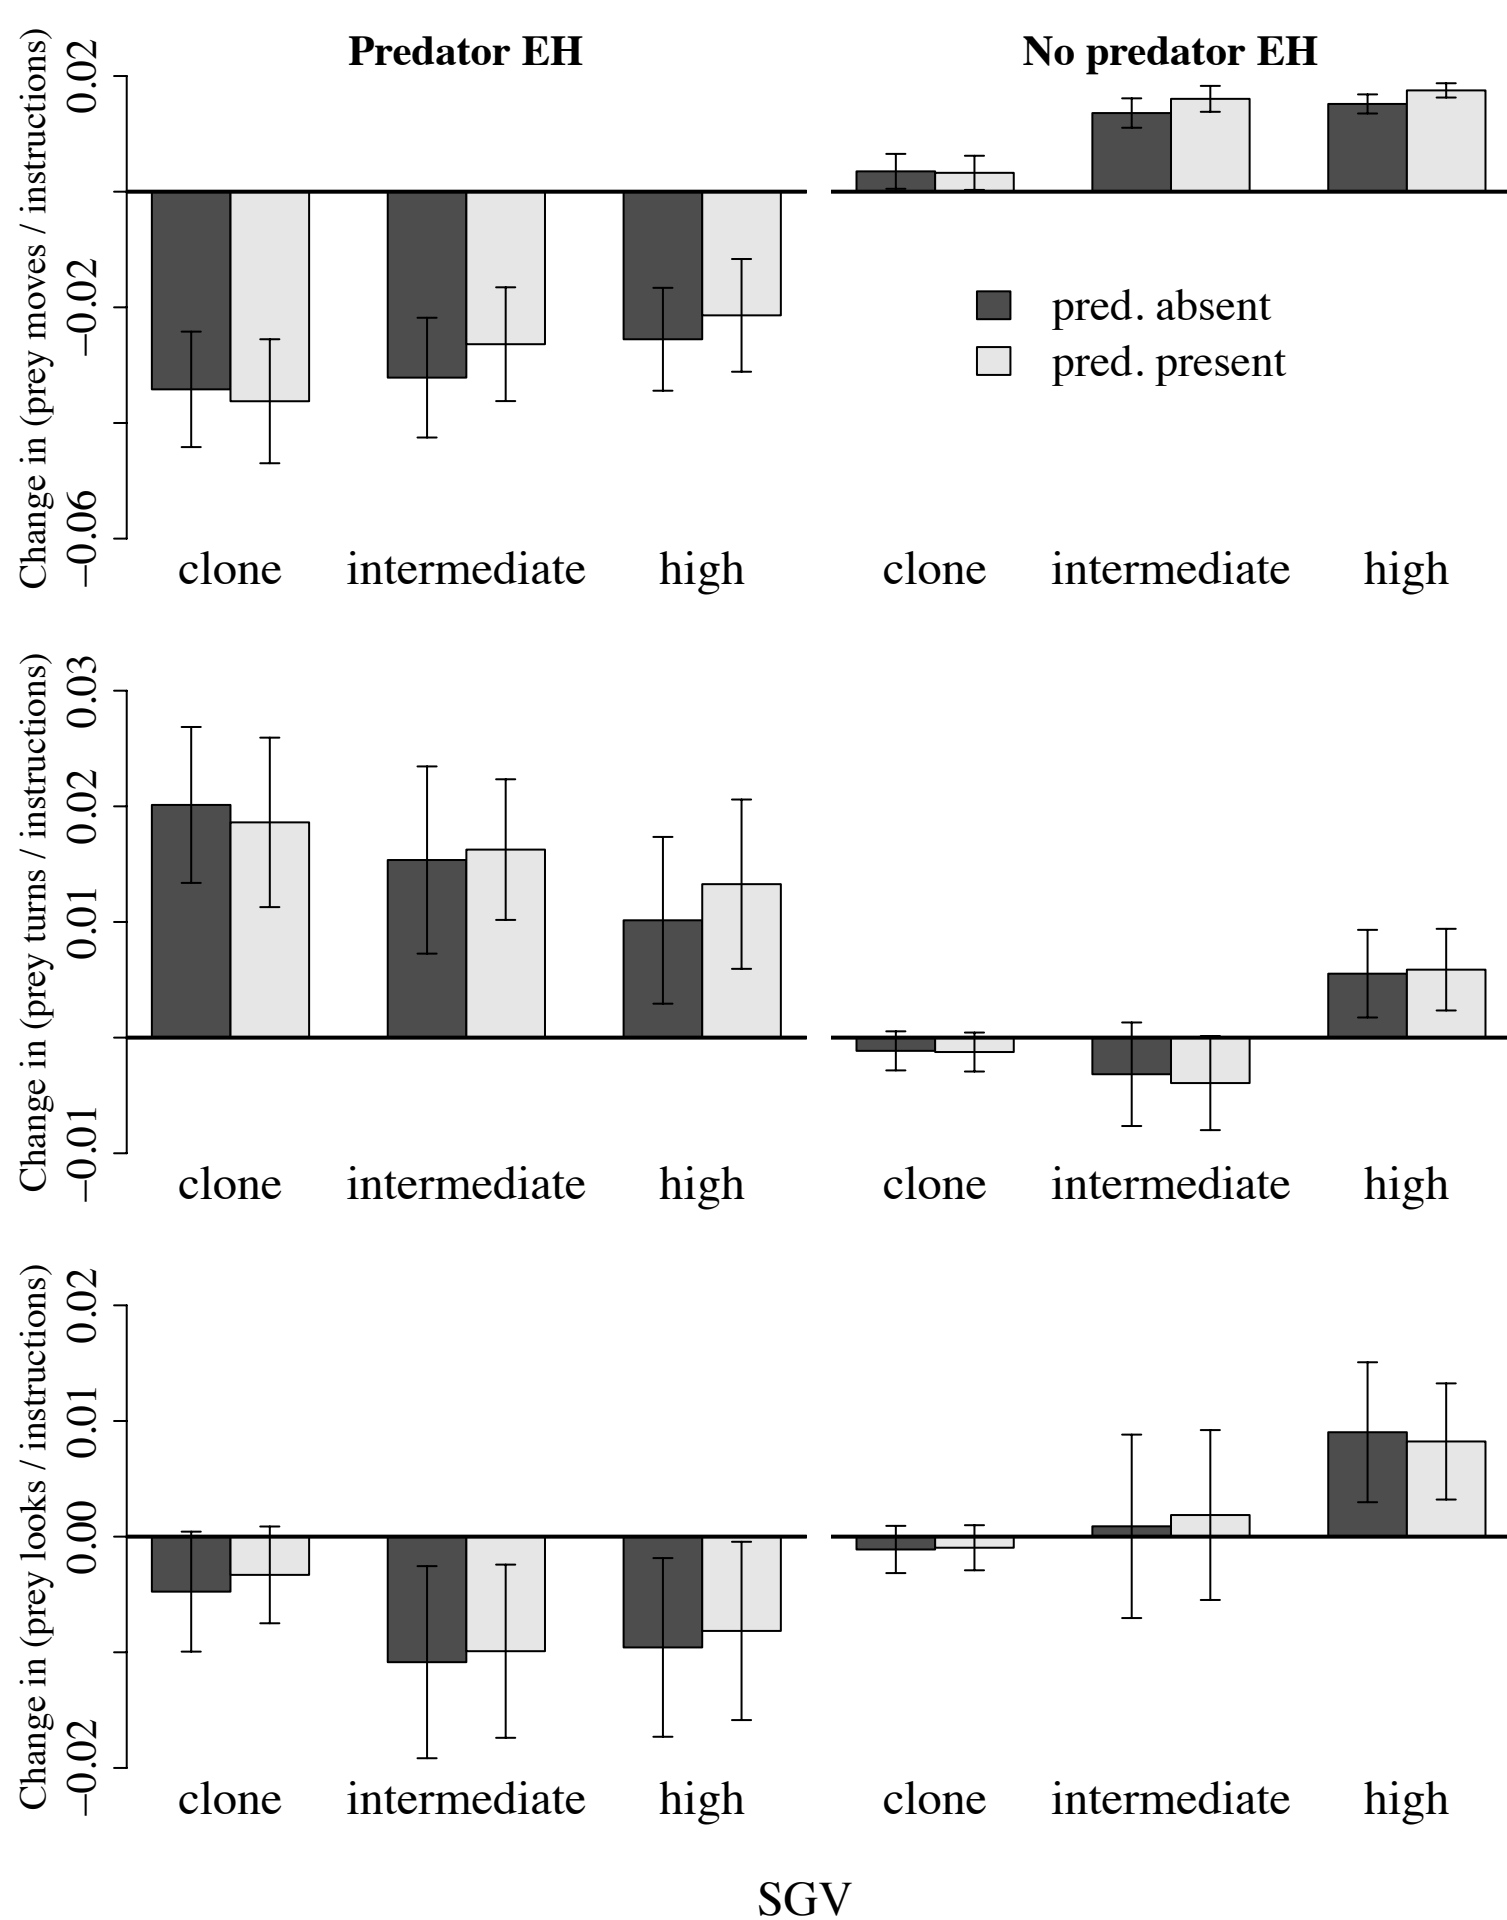 Predator EH
No predator EH
Change in (prey moves / instructions)
0.02
−0.02
−0.06
pred. absent
pred. present
clone intermediate high clone intermediate high
Change in (prey turns / instructions)
0.03
0.02
0.01
−0.01
clone intermediate high clone intermediate high
Change in (prey looks / instructions)
0.02
0.01
0.00
−0.02
clone intermediate high clone intermediate high
SGV